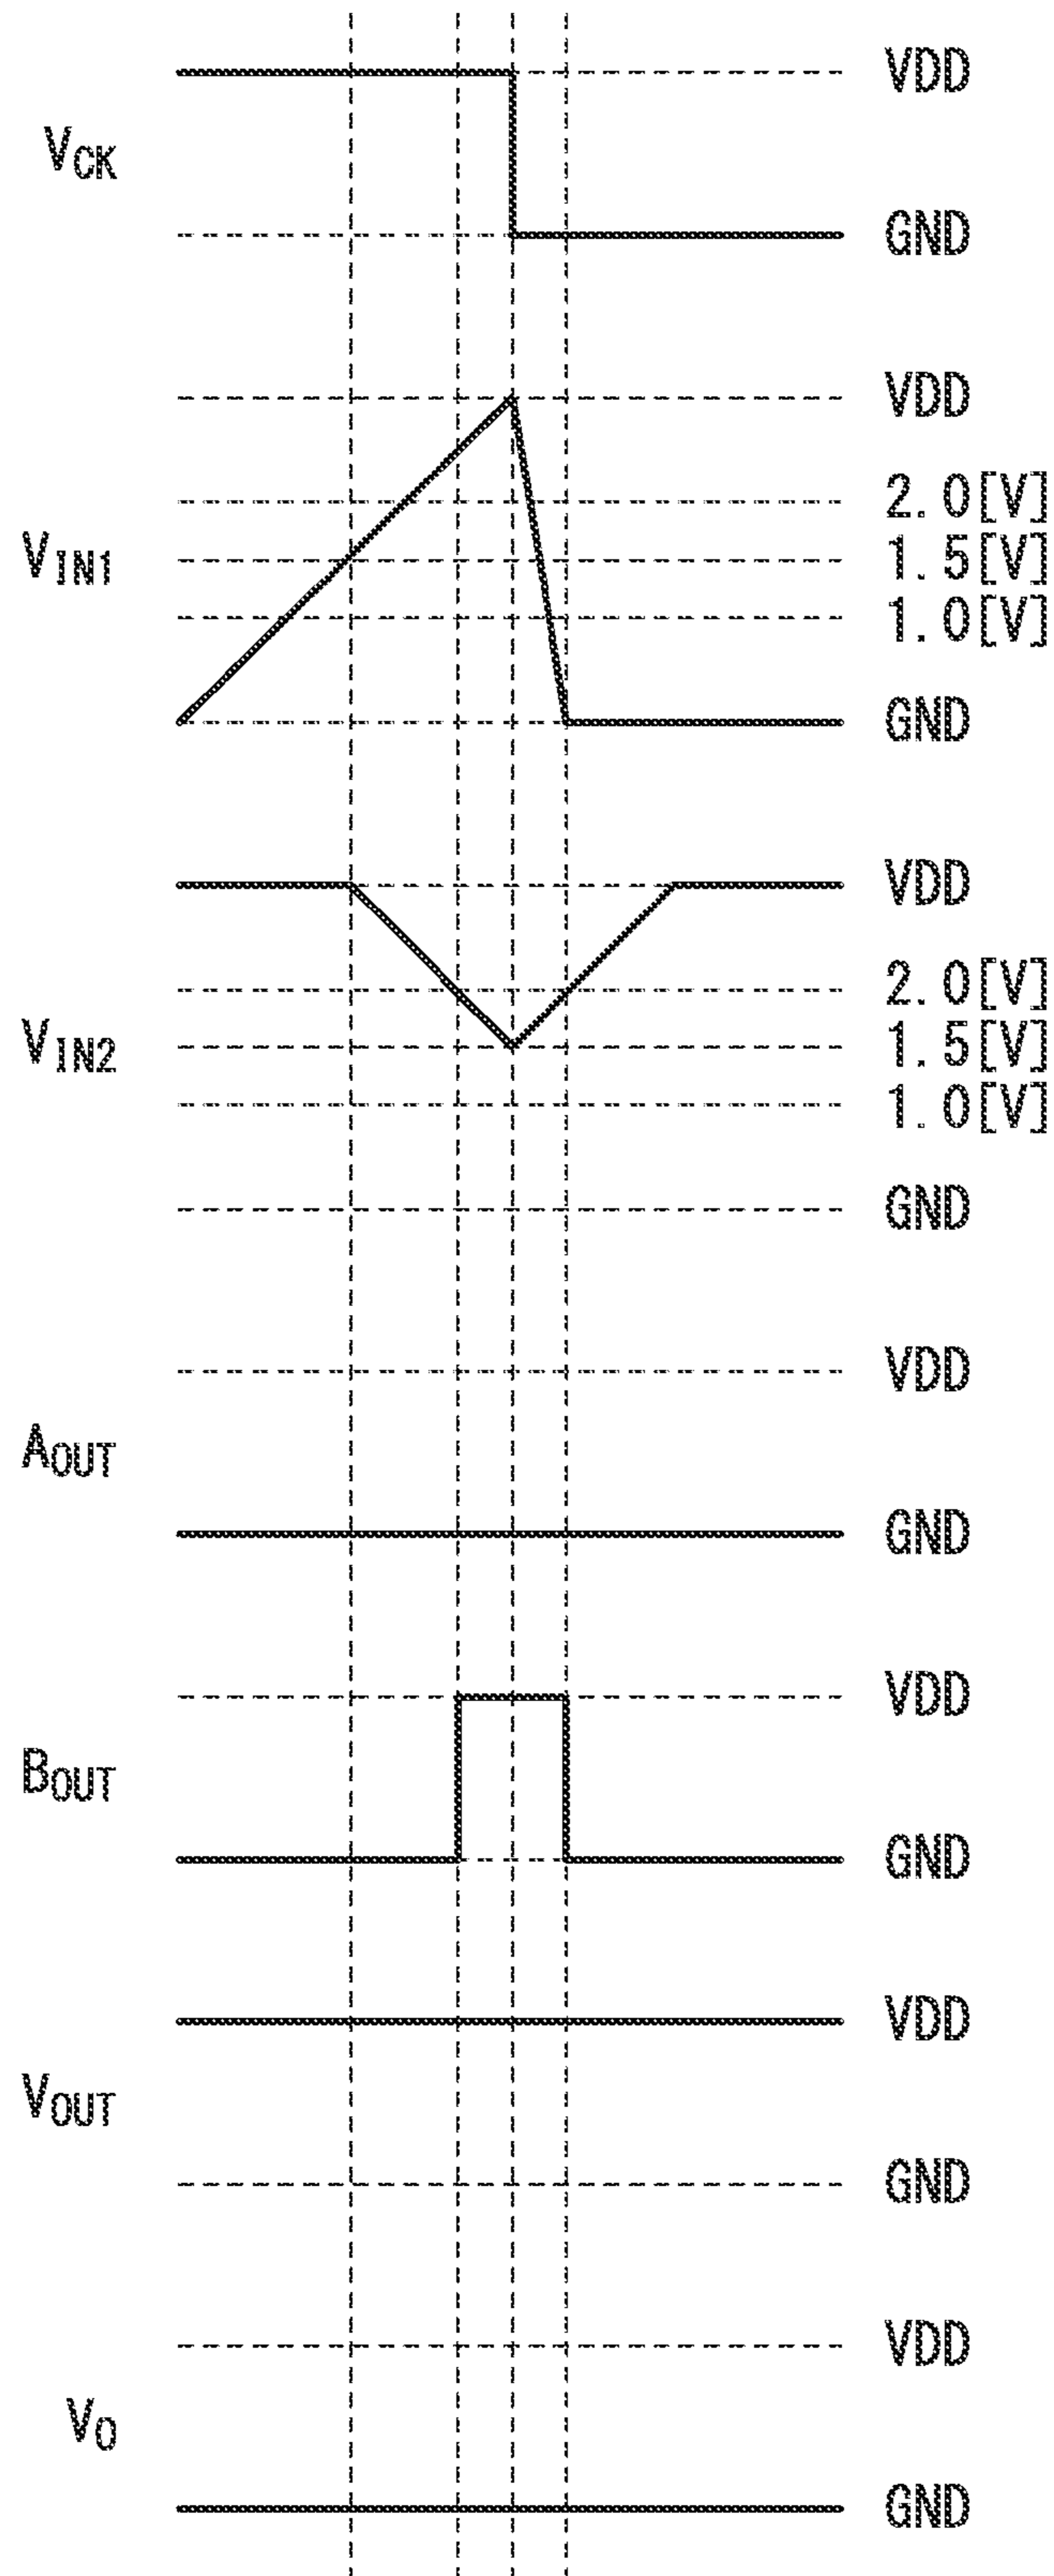 VCK
VDD
GND
VIN1
VDD
2.0[V]
1.5[V]
1.0[V]
GND
VIN2
VDD
2.0[V]
1.5[V]
1.0[V]
GND
AOUT
VDD
GND
BOUT
VDD
GND
VOUT
VDD
GND
VO
VDD
GND